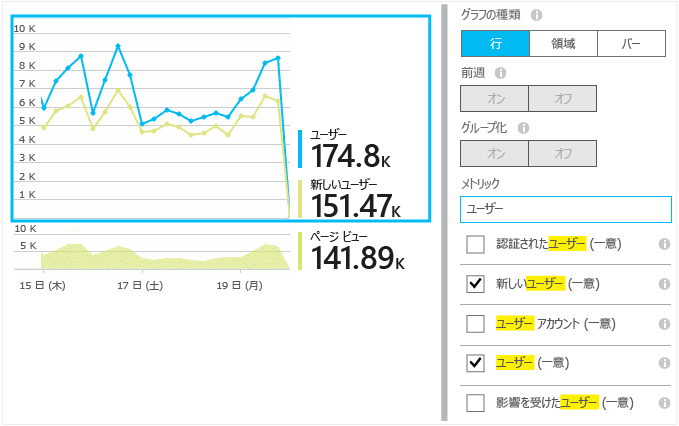 10 K
9 K
8 K
7 K
6 K
5 K
4 K
3 K
2 K
1 K
ユーザー
174.8K
新しいユーザー
151.47K
10 K
5 K
ページ ビュー
141.89K
15 日 (木)
17 日 (土)
19 日 (月)
グラフの種類
行
領域
バー
前週
オン
オフ
グループ化
オン
オフ
メトリック
ユーザー
認証されたユーザー (一意)
新しいユーザー (一意)
ユーザー アカウント (一意)
ユーザー (一意)
影響を受けたユーザー (一意)